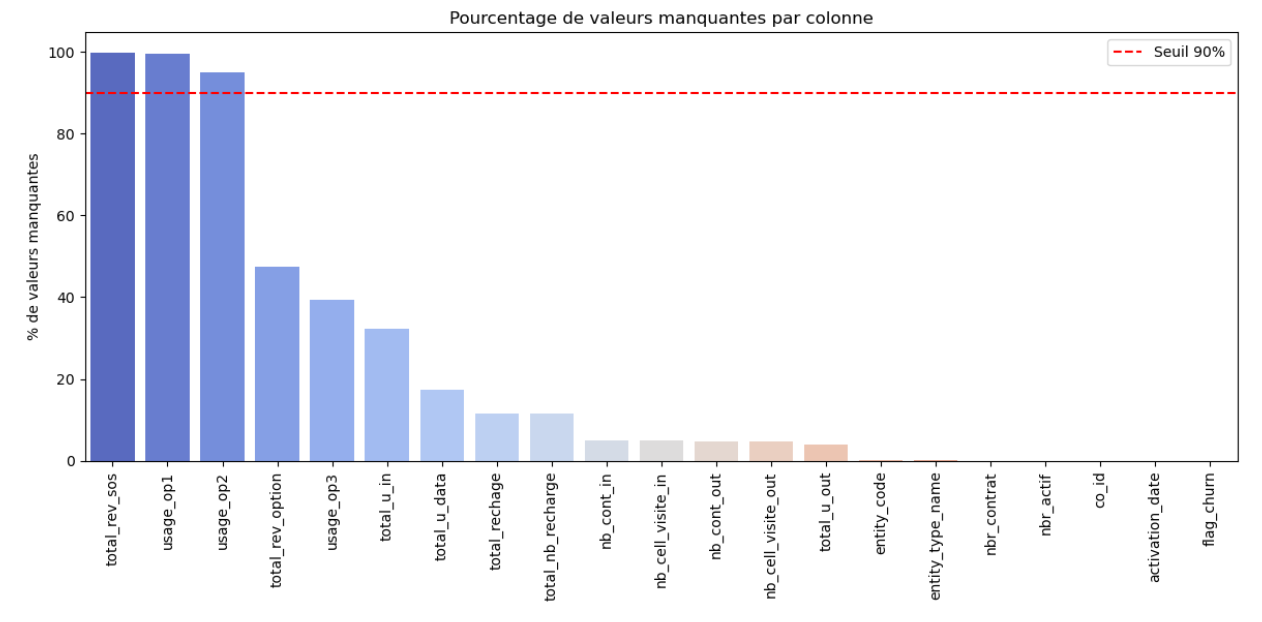 Pourcentage de valeurs manquantes par colonne
Seuil 90%
% de valeurs manquantes
100
80
60
40
20
0
total_rev_sos
usage_op1
usage_op2
total_rev_option
usage_op3
total_u_in
total_u_data
total_rechage
total_nb_recharge
nb_cont_in
nb_cell_visite_in
nb_cont_out
nb_cell_visite_out
total_u_out
entity_code
entity_type_name
nbr_contrat
nbr_actif
co_id
activation_date
flag_churn